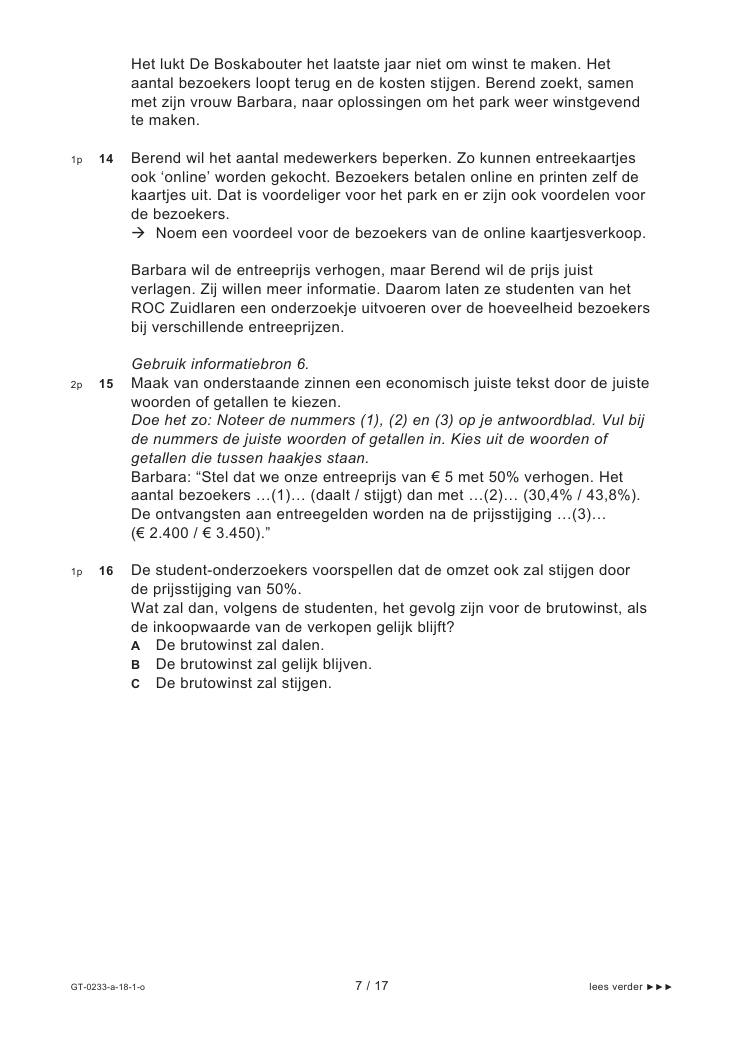 Het lukt De Boskabouter het laatste jaar niet om winst te maken. Het
aantal bezoekers loopt terug en de kosten stijgen. Berend zoekt, samen
met zijn vrouw Barbara, naar oplossingen om het park weer winstgevend
te maken.
1p 14 Berend wil het aantal medewerkers beperken. Zo kunnen entreekaartjes
ook ‘online’ worden gekocht. Bezoekers betalen online en printen zelf de
kaartjes uit. Dat is voordeliger voor het park en er zijn ook voordelen voor
de bezoekers.
→ Noem een voordeel voor de bezoekers van de online kaartjesverkoop.
Barbara wil de entreeprijs verhogen, maar Berend wil de prijs juist
verlagen. Zij willen meer informatie. Daarom laten ze studenten van het
ROC Zuidlaren een onderzoekje uitvoeren over de hoeveelheid bezoekers
bij verschillende entreeprijzen.
Gebruik informatiebron 6.
2p 15 Maak van onderstaande zinnen een economisch juiste tekst door de juiste
woorden of getallen te kiezen.
Doe het zo: Noteer de nummers (1), (2) en (3) op je antwoordblad. Vul bij
de nummers de juiste woorden of getallen in. Kies uit de woorden of
getallen die tussen haakjes staan.
Barbara: “Stel dat we onze entreeprijs van € 5 met 50% verhogen. Het
aantal bezoekers …(1)… (daalt / stijgt) dan met …(2)… (30,4% / 43,8%).
De ontvangsten aan entreegelden worden na de prijsstijging …(3)…
(€ 2.400 / € 3.450).”
1p 16 De student-onderzoekers voorspellen dat de omzet ook zal stijgen door
de prijsstijging van 50%.
Wat zal dan, volgens de studenten, het gevolg zijn voor de brutowinst, als
de inkoopwaarde van de verkopen gelijk blijft?
A De brutowinst zal dalen.
B De brutowinst zal gelijk blijven.
C De brutowinst zal stijgen.
GT-0233-a-18-1-o 7 / 17 lees verder ►►►